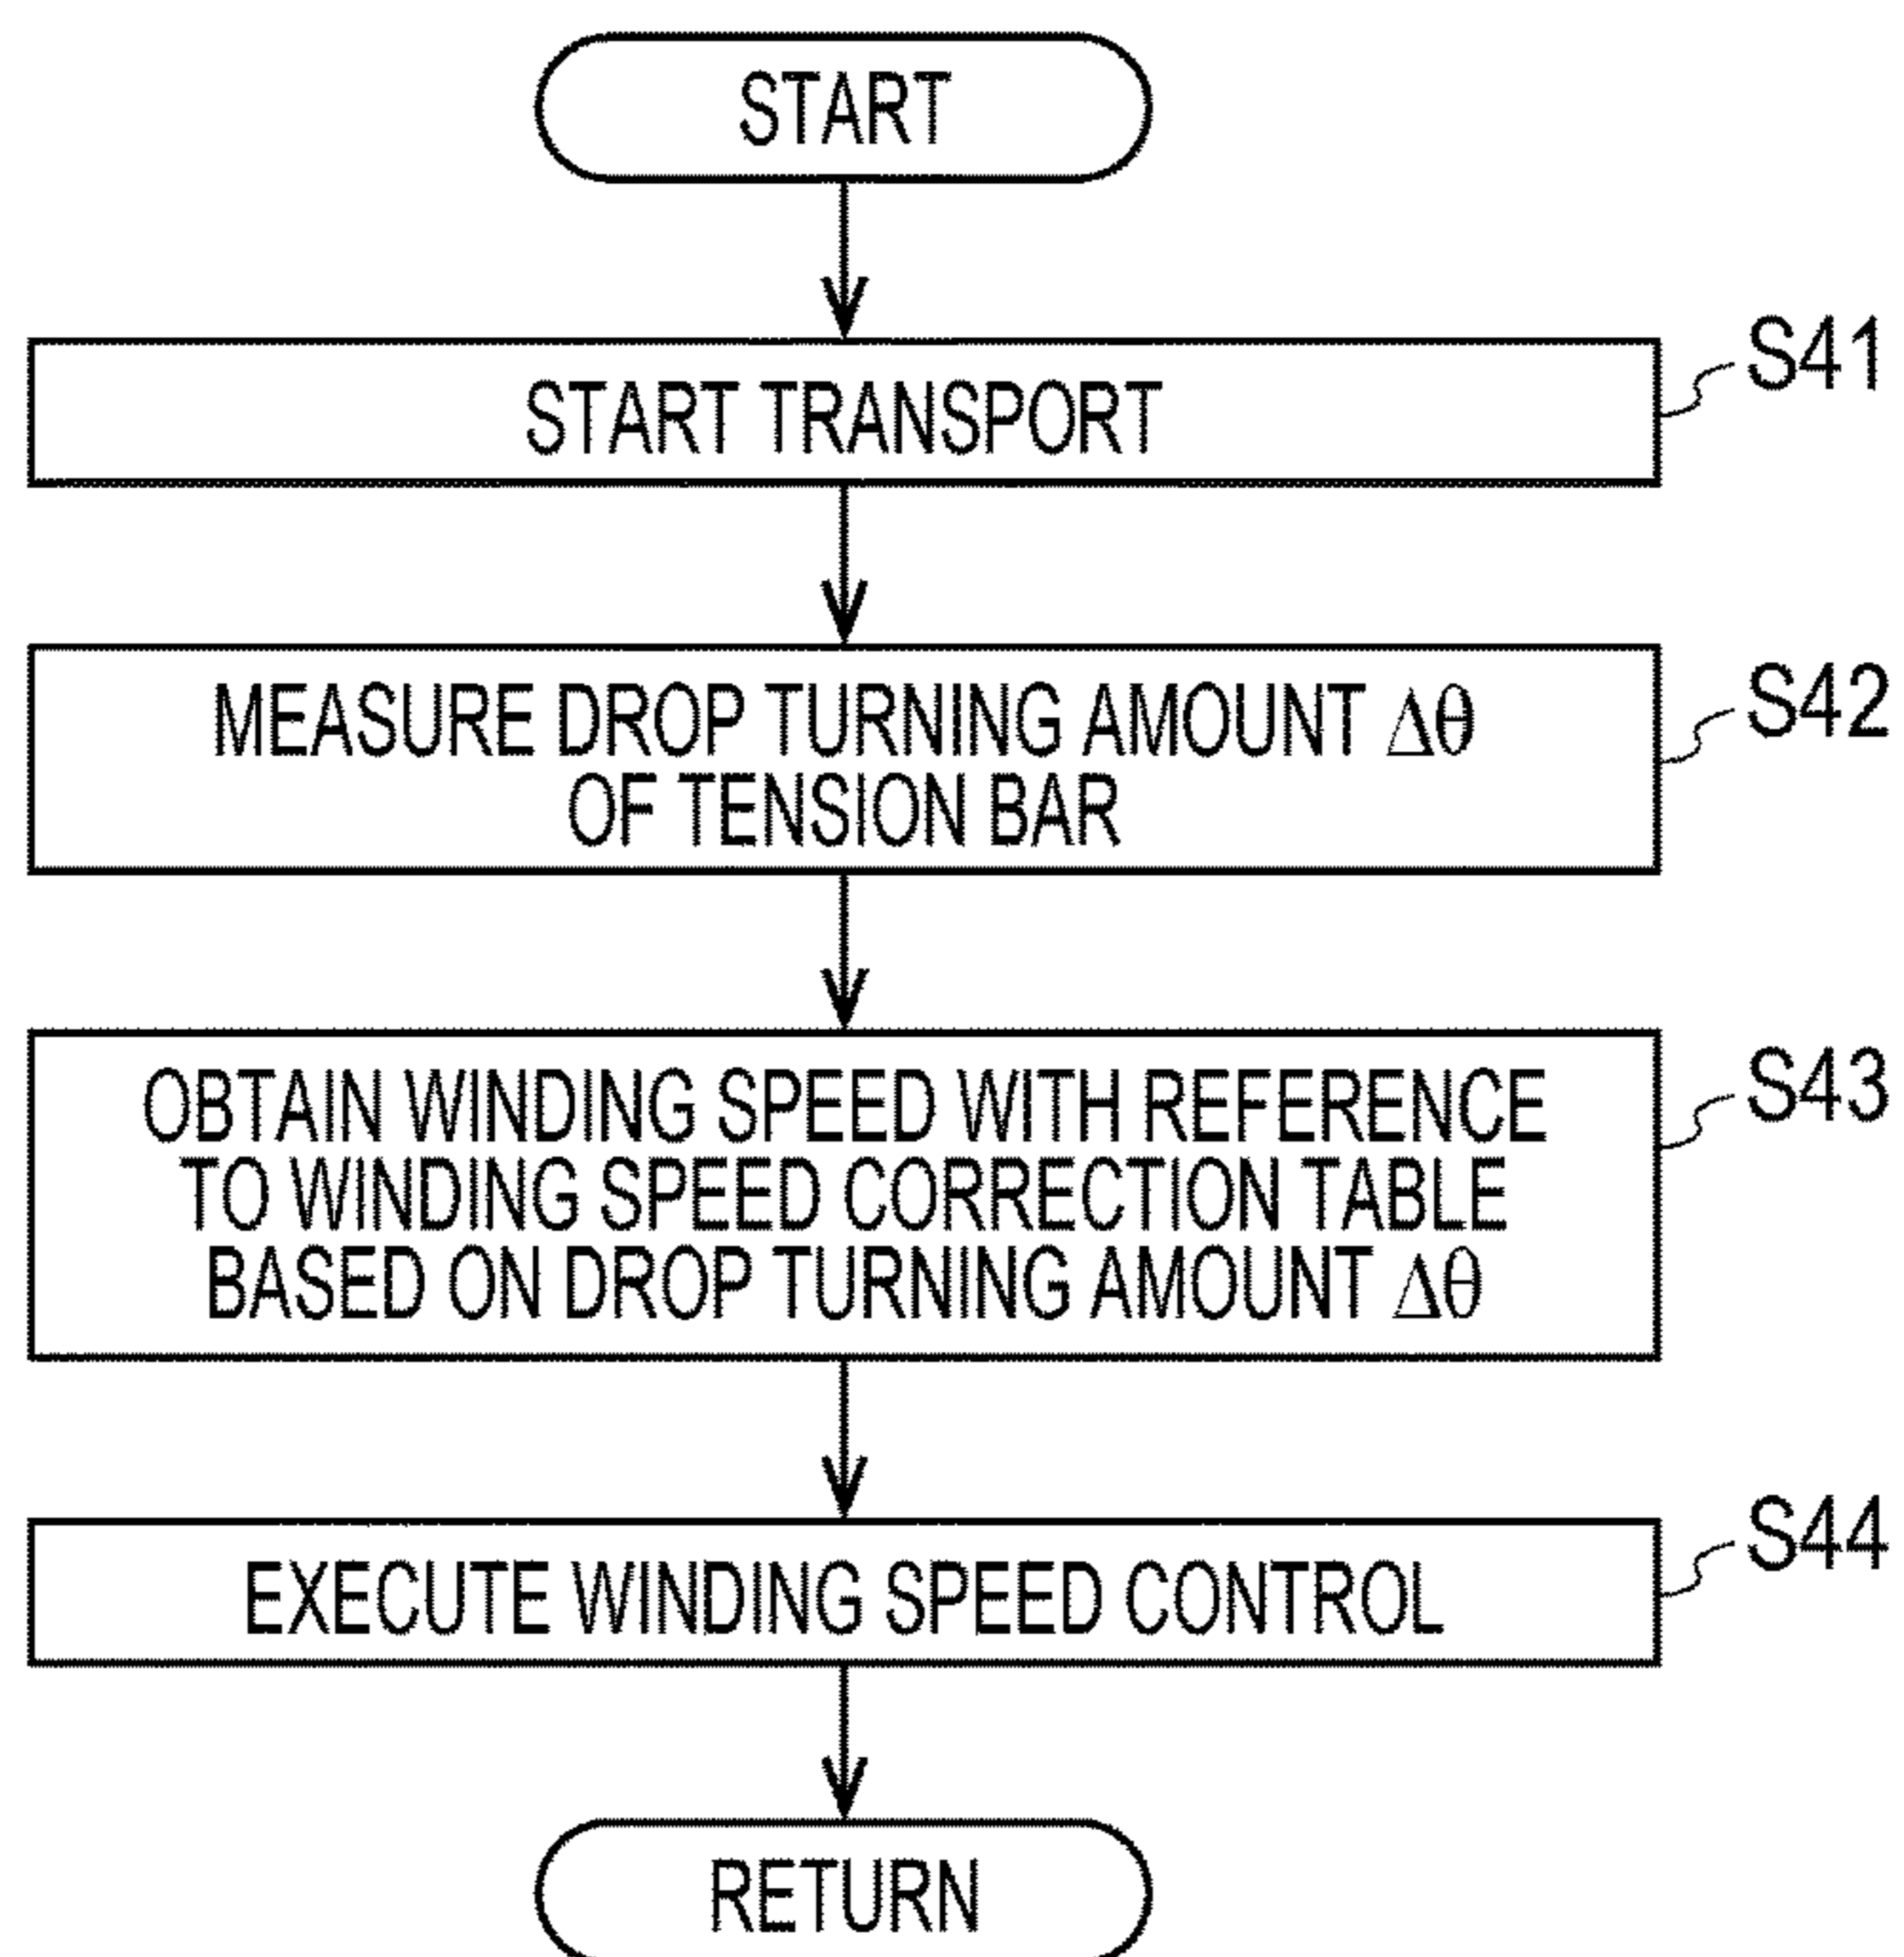 START
START TRANSPORT
S41
MEASURE DROP TURNING AMOUNT Δθ
OF TENSION BAR
S42
OBTAIN WINDING SPEED WITH REFERENCE
TO WINDING SPEED CORRECTION TABLE
BASED ON DROP TURNING AMOUNT Δθ
S43
EXECUTE WINDING SPEED CONTROL
S44
RETURN